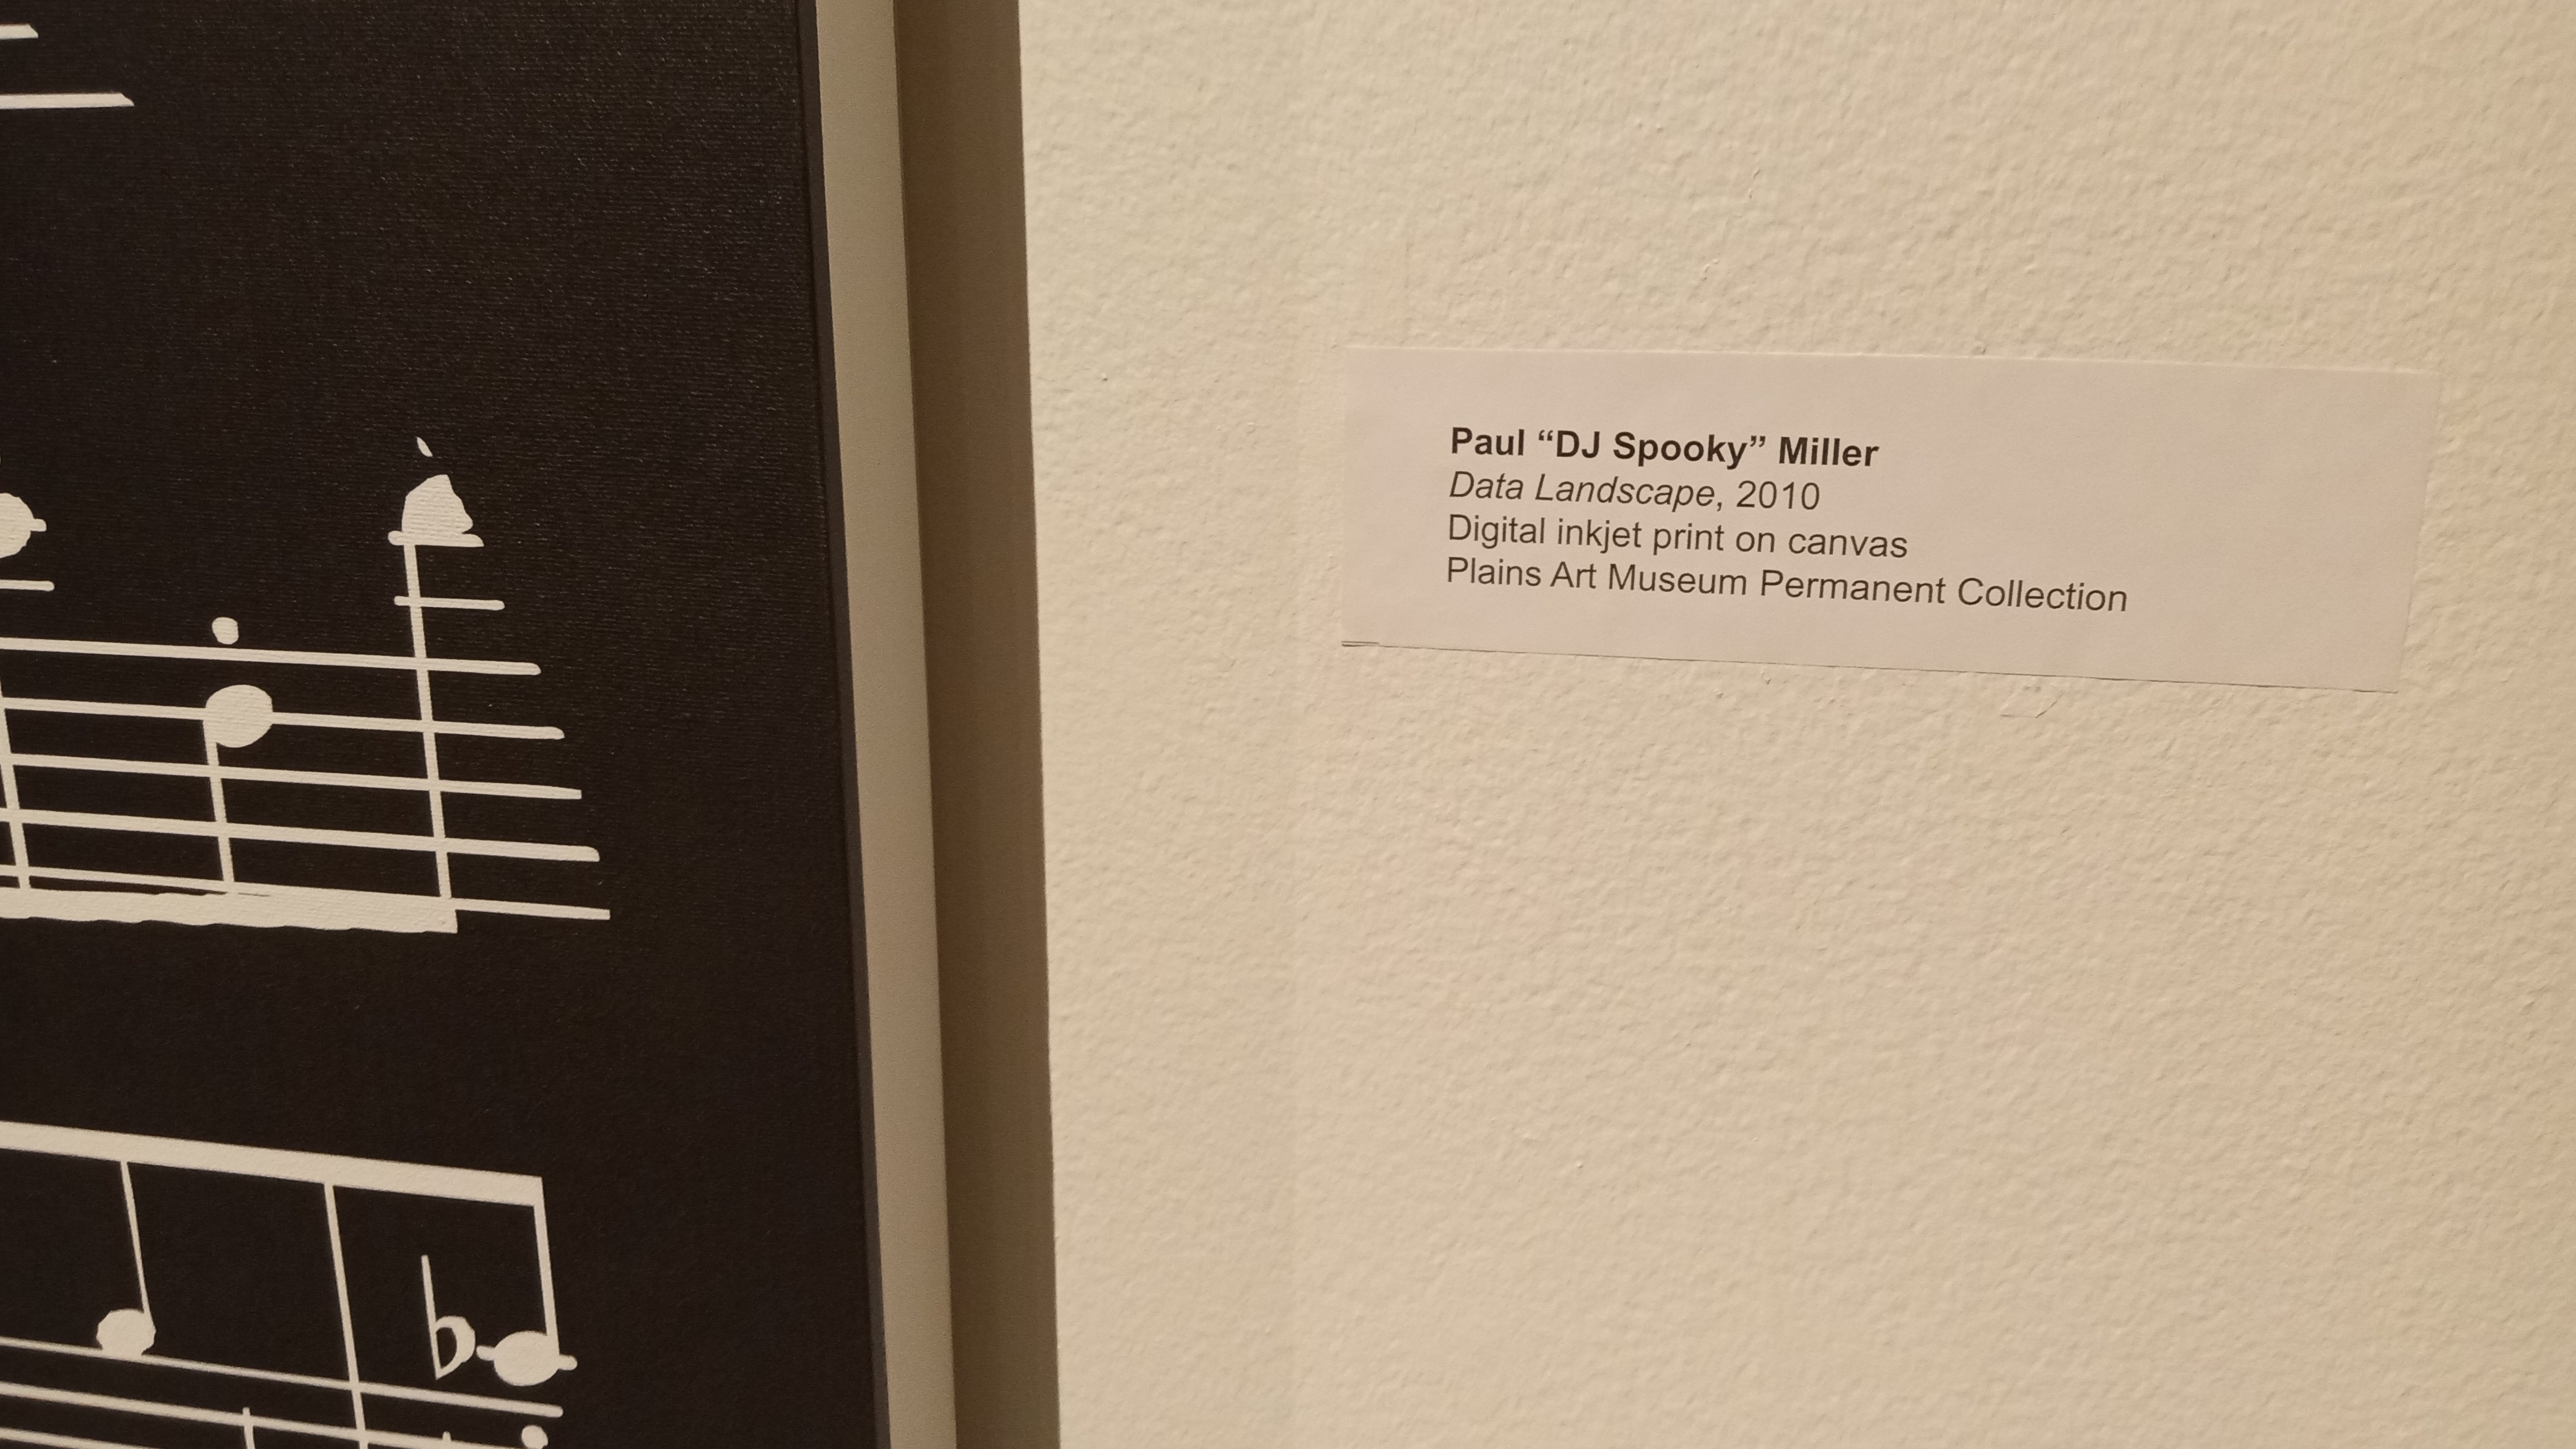 Paul “DJ Spooky” Miller
Data Landscape, 2010
Digital inkjet print on canvas
Plains Art Museum Permanent Collection